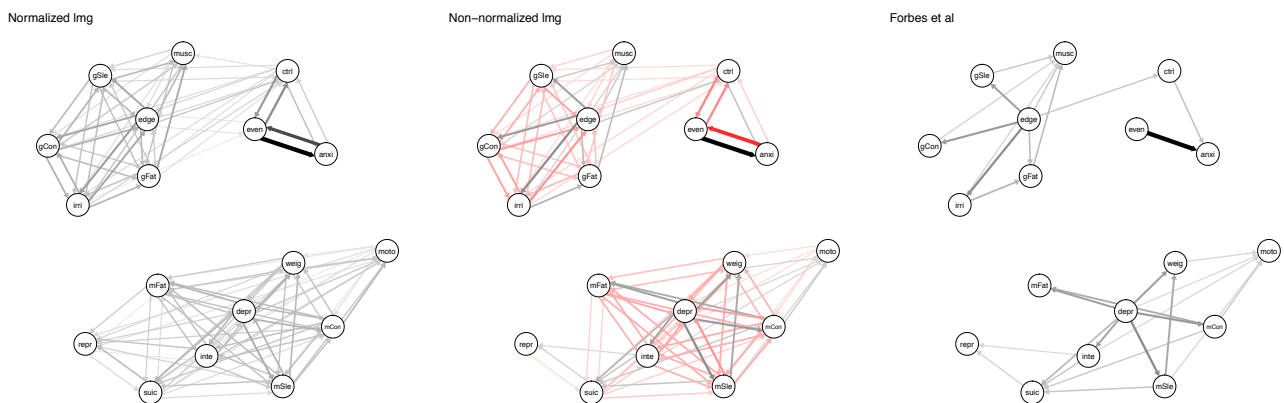 Normalized lmg
Non−normalized lmg
Forbes et al
musc
ctrl
gSle
edge
even
gCon
anxi
gFat
irri
moto
weig
mFat
depr
mCon
repr
inte
suic
mSle
musc
ctrl
gSle
edge
even
gCon
anxi
gFat
irri
moto
weig
mFat
depr
mCon
repr
inte
suic
mSle
musc
ctrl
gSle
edge
even
gCon
anxi
gFat
irri
moto
weig
mFat
depr
mCon
repr
inte
suic
mSle